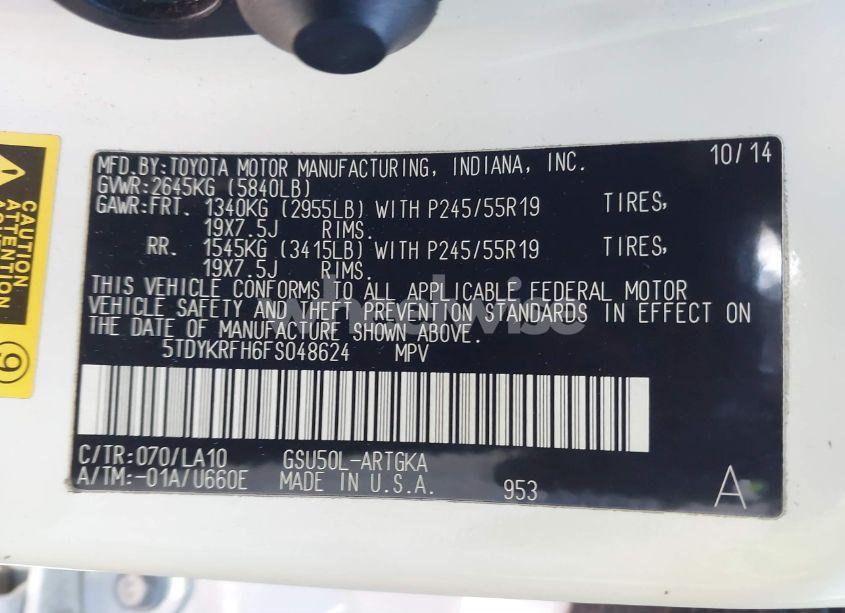 MFD.BY:TOYOTA MOTOR MANUFACTURING, INDIANA, INC. 10/14
GVWR:2645KG (5840LB)
GAWR:FRT. 1340KG (2955LB) WITH P245/55R19 TIRES,
19X7.5J RIMS.
RR. 1545KG (3415LB) WITH P245/55R19 TIRES,
19X7.5J RIMS.
THIS VEHICLE CONFORMS TO ALL APPLICABLE FEDERAL MOTOR
VEHICLE SAFETY AND THEFT PREVENTION STANDARDS IN EFFECT ON
THE DATE OF MANUFACTURE SHOWN ABOVE.
5TDYKRFH6FS048624 MPV
C/TR:070/LA10 GSU50L-ARTGKA
A/TM:-01A/U660E MADE IN U.S.A. 953 A
CAUTION
ATTENTION
9